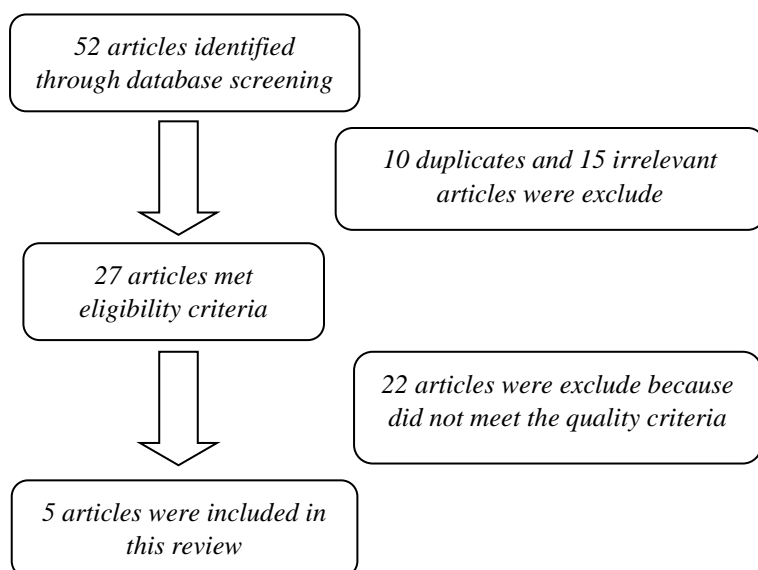 52 articles identified
through database screening
10 duplicates and 15 irrelevant
articles were exclude
27 articles met
eligibility criteria
22 articles were exclude because
did not meet the quality criteria
5 articles were included in
this review